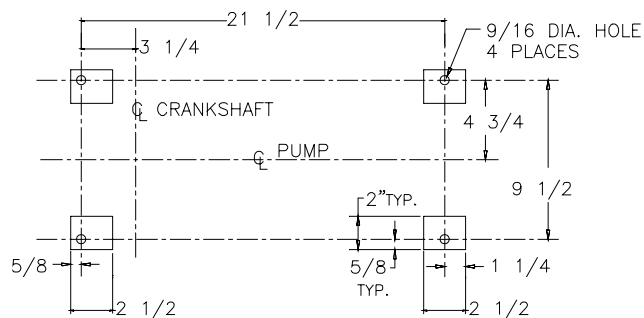 21 1/2
9/16 DIA. HOLE
4 PLACES
3 1/4
℄ CRANKSHAFT
4 3/4
℄ PUMP
2"TYP.
9 1/2
5/8
5/8
TYP.
1 1/4
2 1/2
2 1/2